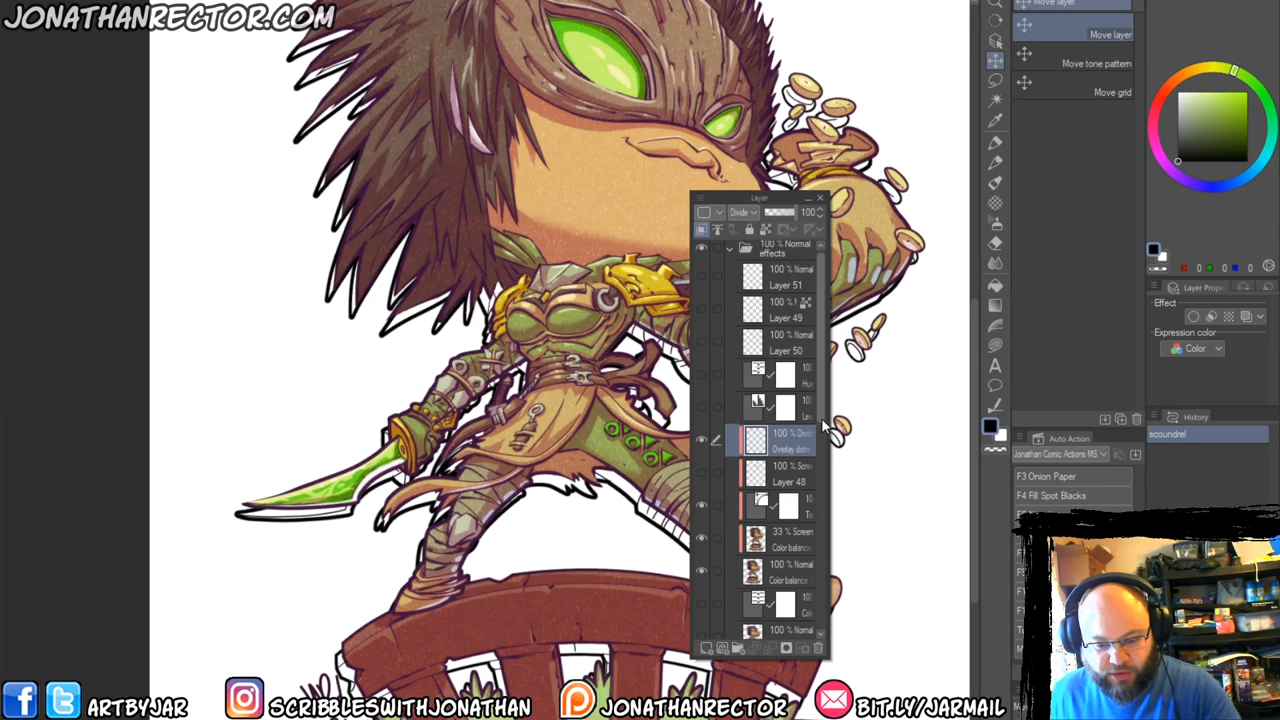 JONATHANRECTOR.COM
Move layer
Move layer
Move tone pattern
Move grid
Layer
Divide
100
100 % Normal
effects
100 % Normal
Layer 51
Layer 49
100 % Normal
Layer 50
Layer 48
33 % Screen
Color balance
100 % Normal
Color balance
100 % Normal
0 0 0
Layer Prope
Effect
Expression color
Color
History
scoundrel
Auto Action
Jonathan Comic Actions MS
F3 Onion Paper
F4 Fill Spot Blacks
ARTBYJAR
SCRIBBLESWITHJONATHAN
JONATHANRECTOR
BIT.LY/JARMAIL